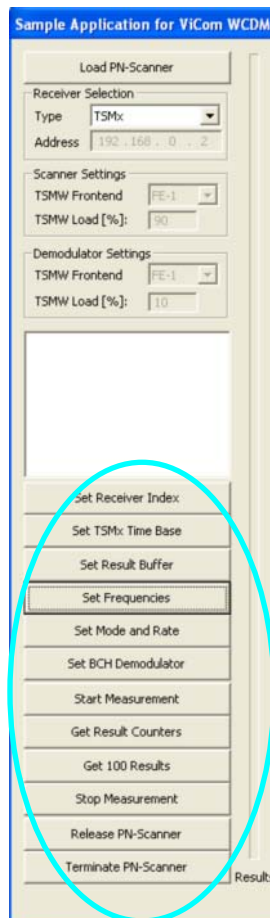 Sample Application for ViCom WCDM
Load PN-Scanner
Receiver Selection
Type TSMx
Address 192 . 168 . 0 . 2
Scanner Settings
TSMW Frontend FE-1
TSMW Load [%]: 90
Demodulator Settings
TSMW Frontend FE-1
TSMW Load [%]: 10
Set Receiver Index
Set TSMx Time Base
Set Result Buffer
Set Frequencies
Set Mode and Rate
Set BCH Demodulator
Start Measurement
Get Result Counters
Get 100 Results
Stop Measurement
Release PN-Scanner
Terminate PN-Scanner
Results